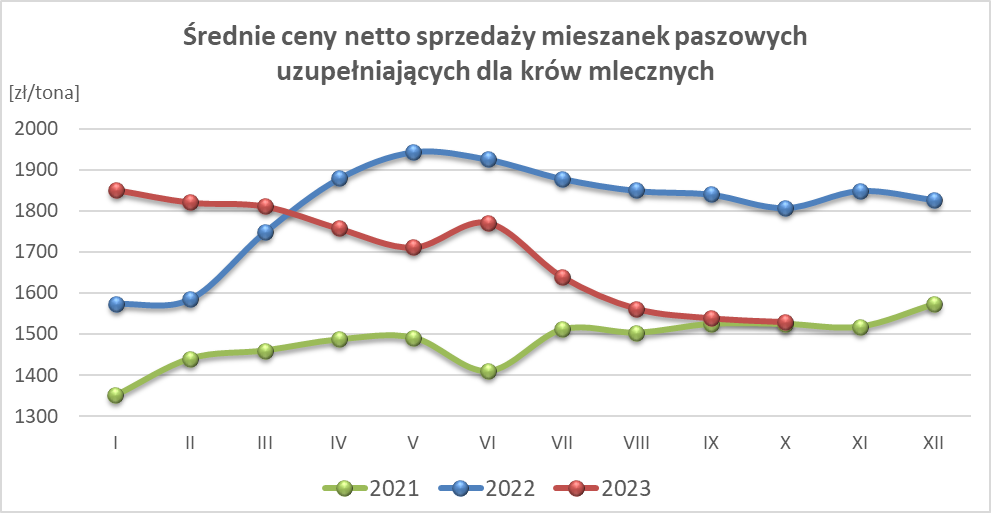 Średnie ceny netto sprzedaży mieszanek paszowych
uzupełniających dla krów mlecznych
[zł/tona]
2000
1900
1800
1700
1600
1500
1400
1300
I II III IV V VI VII VIII IX X XI XII
2021 2022 2023